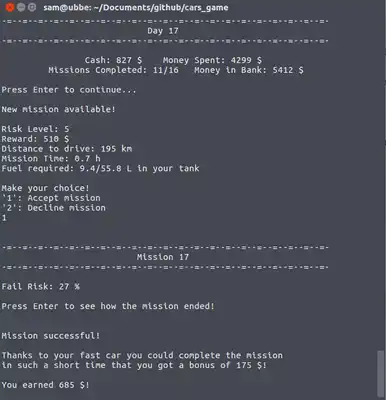 sam@ubbe: ~/Documents/github/cars_game
-=--=--=--=--=--=--=--=--=--=--=--=--=--=--=--=--=--=--=-
Day 17
-=--=--=--=--=--=--=--=--=--=--=--=--=--=--=--=--=--=--=-
Cash: 827 $ Money Spent: 4299 $
Missions Completed: 11/16 Money in Bank: 5412 $
Press Enter to continue...
New mission available!
Risk Level: 5
Reward: 510 $
Distance to drive: 195 km
Mission Time: 0.7 h
Fuel required: 9.4/55.8 L in your tank
Make your choice!
'1': Accept mission
'2': Decline mission
1
-=--=--=--=--=--=--=--=--=--=--=--=--=--=--=--=--=--=--=-
Mission 17
-=--=--=--=--=--=--=--=--=--=--=--=--=--=--=--=--=--=--=-
Fail Risk: 27 %
Press Enter to see how the mission ended!
Mission successful!
Thanks to your fast car you could complete the mission
in such a short time that you got a bonus of 175 $!
You earned 685 $!